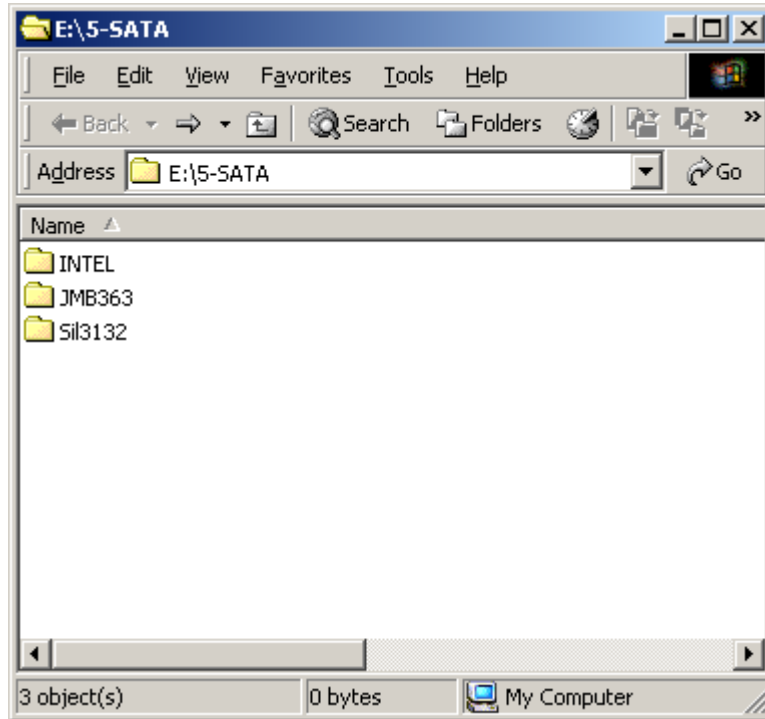 E:\5-SATA
File Edit View Favorites Tools Help
Back Search Folders »
Address E:\5-SATA Go
Name
INTEL
JMB363
Sil3132
3 object(s) 0 bytes My Computer